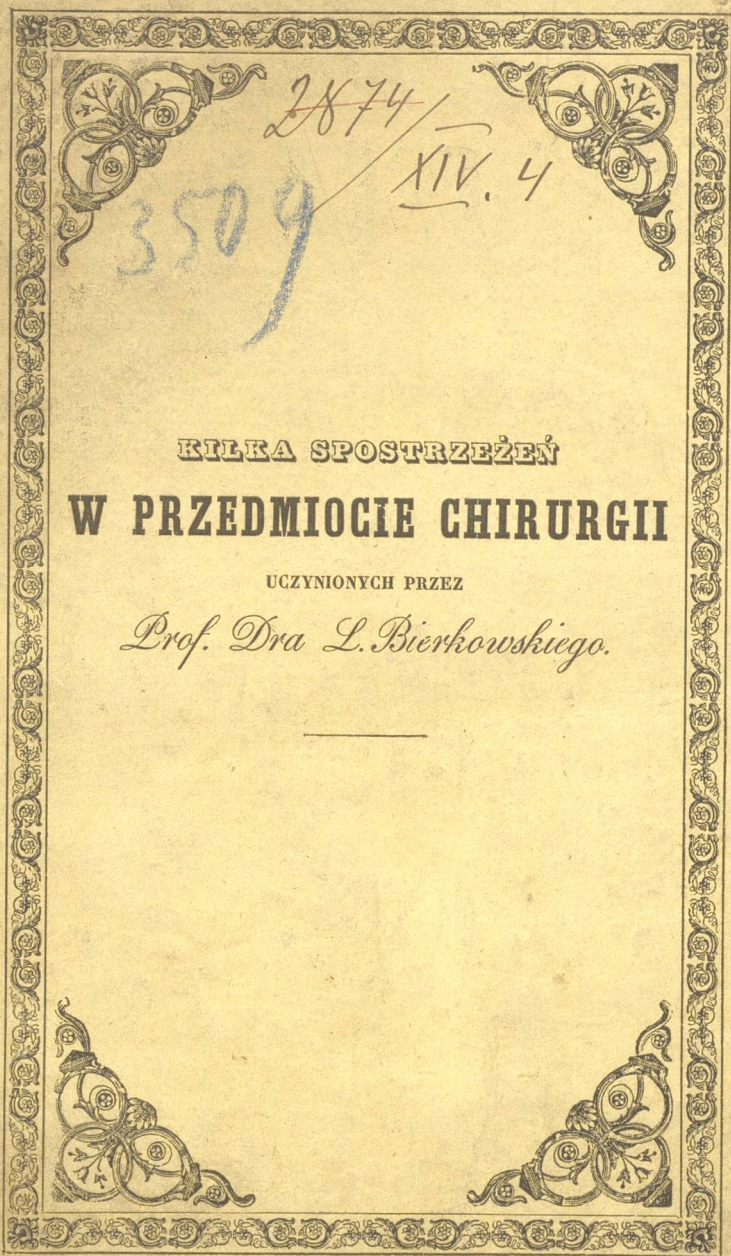 2874
XIV. 4
3509
KILKA SPOSTRZEŻEŃ
W PRZEDMIOCIE CHIRURGII
UCZYNIONYCH PRZEZ
Prof. Dra L. Bierkowskiego.